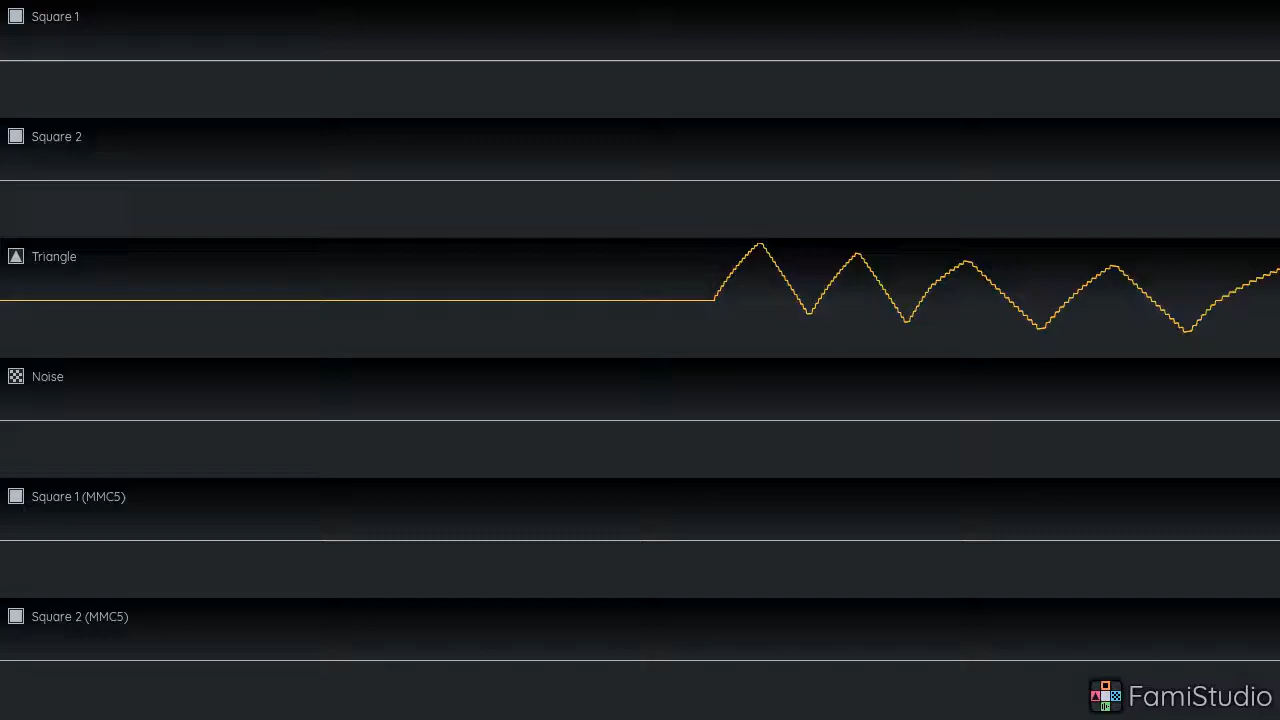 Square 1
Square 2
Triangle
Noise
Square 1 (MMC5)
Square 2 (MMC5)
FamiStudio